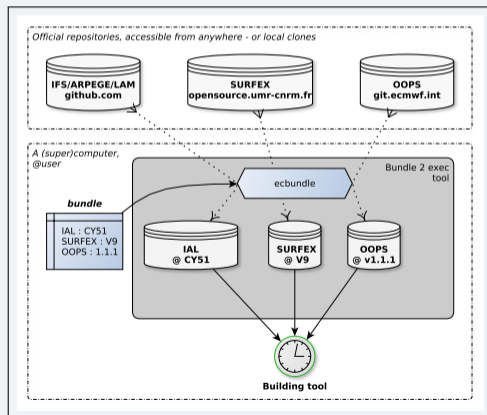 Official repositories, accessible from anywhere - or local clones
IFS/ARPEGE/LAM
github.com
SURFEX
opensource.umr-cnrm.fr
OOPS
git.ecmwf.int
A (super)computer,
@user
Bundle 2 exec
tool
ecbundle
bundle
IAL : CY51
SURFEX : V9
OOPS : 1.1.1
IAL
@ CY51
SURFEX
@ V9
OOPS
@ v1.1.1
Building tool